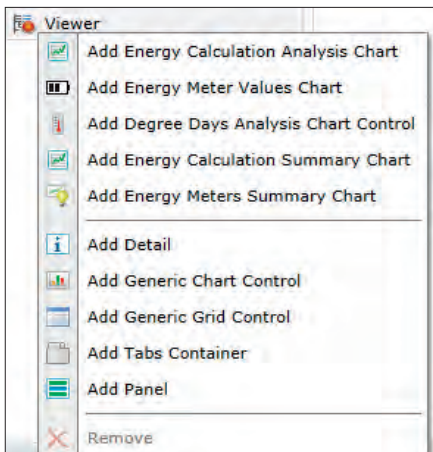 Viewer
Add Energy Calculation Analysis Chart
Add Energy Meter Values Chart
Add Degree Days Analysis Chart Control
Add Energy Calculation Summary Chart
Add Energy Meters Summary Chart
Add Detail
Add Generic Chart Control
Add Generic Grid Control
Add Tabs Container
Add Panel
Remove